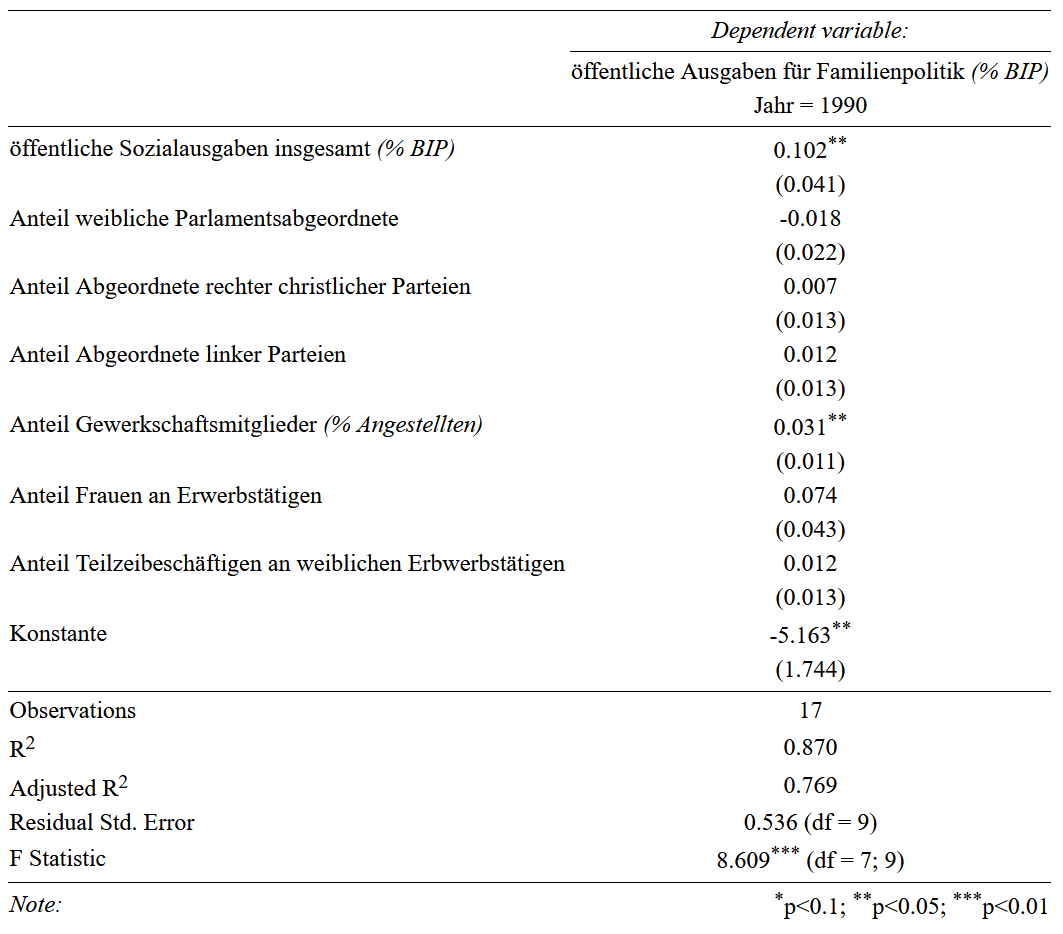 Dependent variable:
öffentliche Ausgaben für Familienpolitik (% BIP)
Jahr = 1990
öffentliche Sozialausgaben insgesamt (% BIP) 0.102**
(0.041)
Anteil weibliche Parlamentsabgeordnete -0.018
(0.022)
Anteil Abgeordnete rechter christlicher Parteien 0.007
(0.013)
Anteil Abgeordnete linker Parteien 0.012
(0.013)
Anteil Gewerkschaftsmitglieder (% Angestellten) 0.031**
(0.011)
Anteil Frauen an Erwerbstätigen 0.074
(0.043)
Anteil Teilzeibeschäftigen an weiblichen Erbwerbstätigen 0.012
(0.013)
Konstante -5.163**
(1.744)
Observations 17
R2 0.870
Adjusted R2 0.769
Residual Std. Error 0.536 (df = 9)
F Statistic 8.609*** (df = 7; 9)
Note: *p<0.1; **p<0.05; ***p<0.01